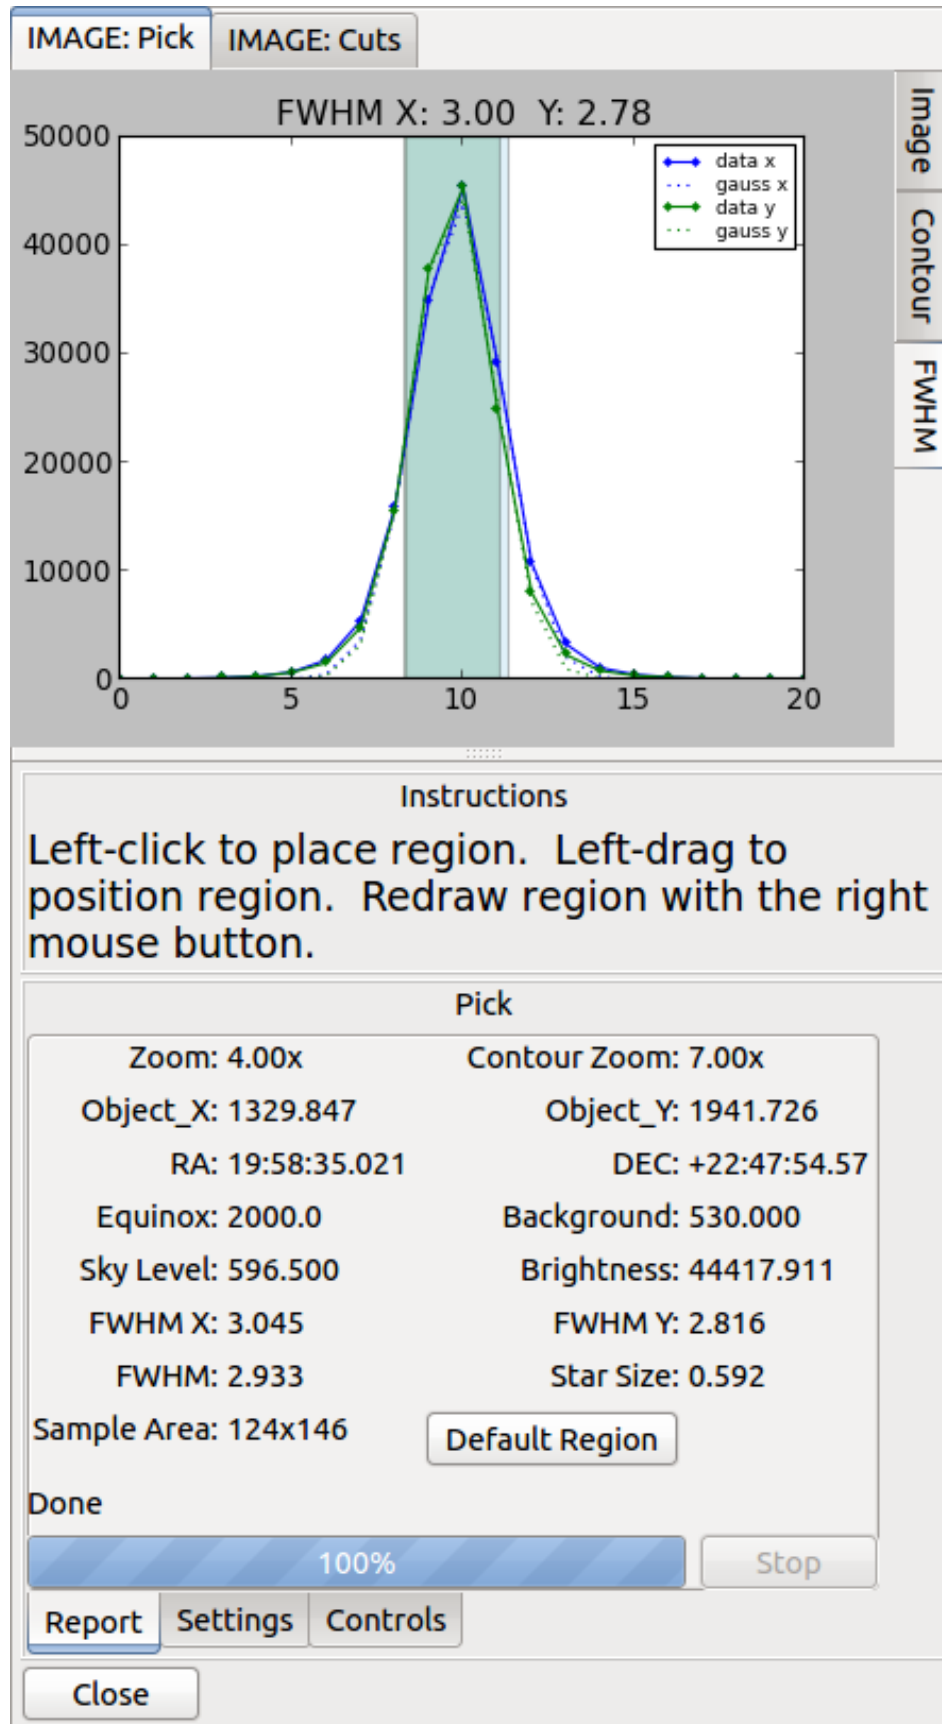 IMAGE: Pick IMAGE: Cuts
FWHM X: 3.00 Y: 2.78
50000
40000
30000
20000
10000
0
0 5 10 15 20
data x
gauss x
data y
gauss y
Image
Contour
FWHM
Instructions
Left-click to place region. Left-drag to
position region. Redraw region with the right
mouse button.
Pick
Zoom: 4.00x Contour Zoom: 7.00x
Object_X: 1329.847 Object_Y: 1941.726
RA: 19:58:35.021 DEC: +22:47:54.57
Equinox: 2000.0 Background: 530.000
Sky Level: 596.500 Brightness: 44417.911
FWHM X: 3.045 FWHM Y: 2.816
FWHM: 2.933 Star Size: 0.592
Sample Area: 124x146 Default Region
Done
100% Stop
Report Settings Controls
Close